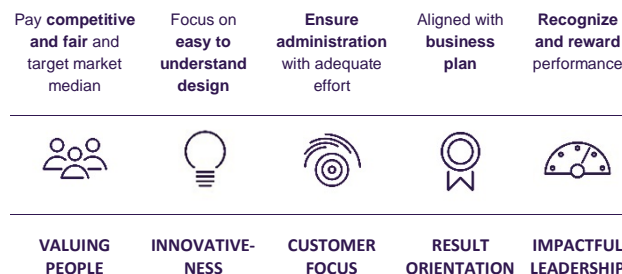 Pay competitive
and fair and
target market
median
Focus on
easy to
understand
design
Ensure
administration
with adequate
effort
Aligned with
business
plan
Recognize
and reward
performance
VALUING
PEOPLE
INNOVATIVE-
NESS
CUSTOMER
FOCUS
RESULT
ORIENTATION
IMPACTFUL
LEADERSHIP